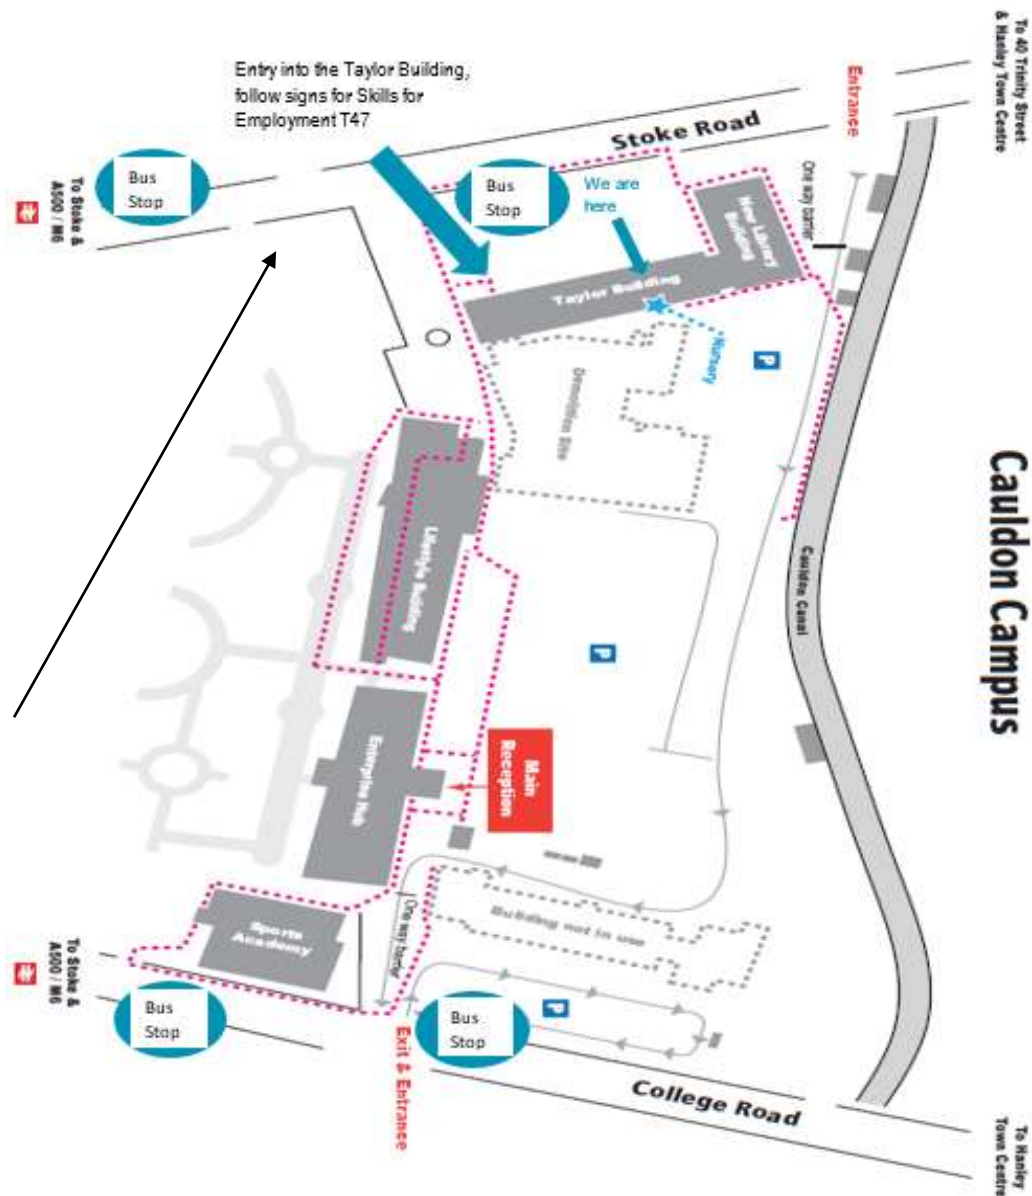 To 40 Trinity Street
& Hanley Town Centre
Entrance
Entry into the Taylor Building,
follow signs for Skills for
Employment T47
Stoke Road
Bus
Stop
To Stoke &
A500 / M6
Bus
Stop
We are
here
New Library
Building
One way barrier
Taylor Building
Nursery
P
Demolition Site
Cauldon Campus
Cauldon Canal
Lifestyle Building
P
Main
Reception
Enterprise Hub
Building not in use
One way barrier
Sports
Academy
To Stoke &
A500 / M6
Bus
Stop
Bus
Stop
P
Exit & Entrance
College Road
To Hanley
Town Centre